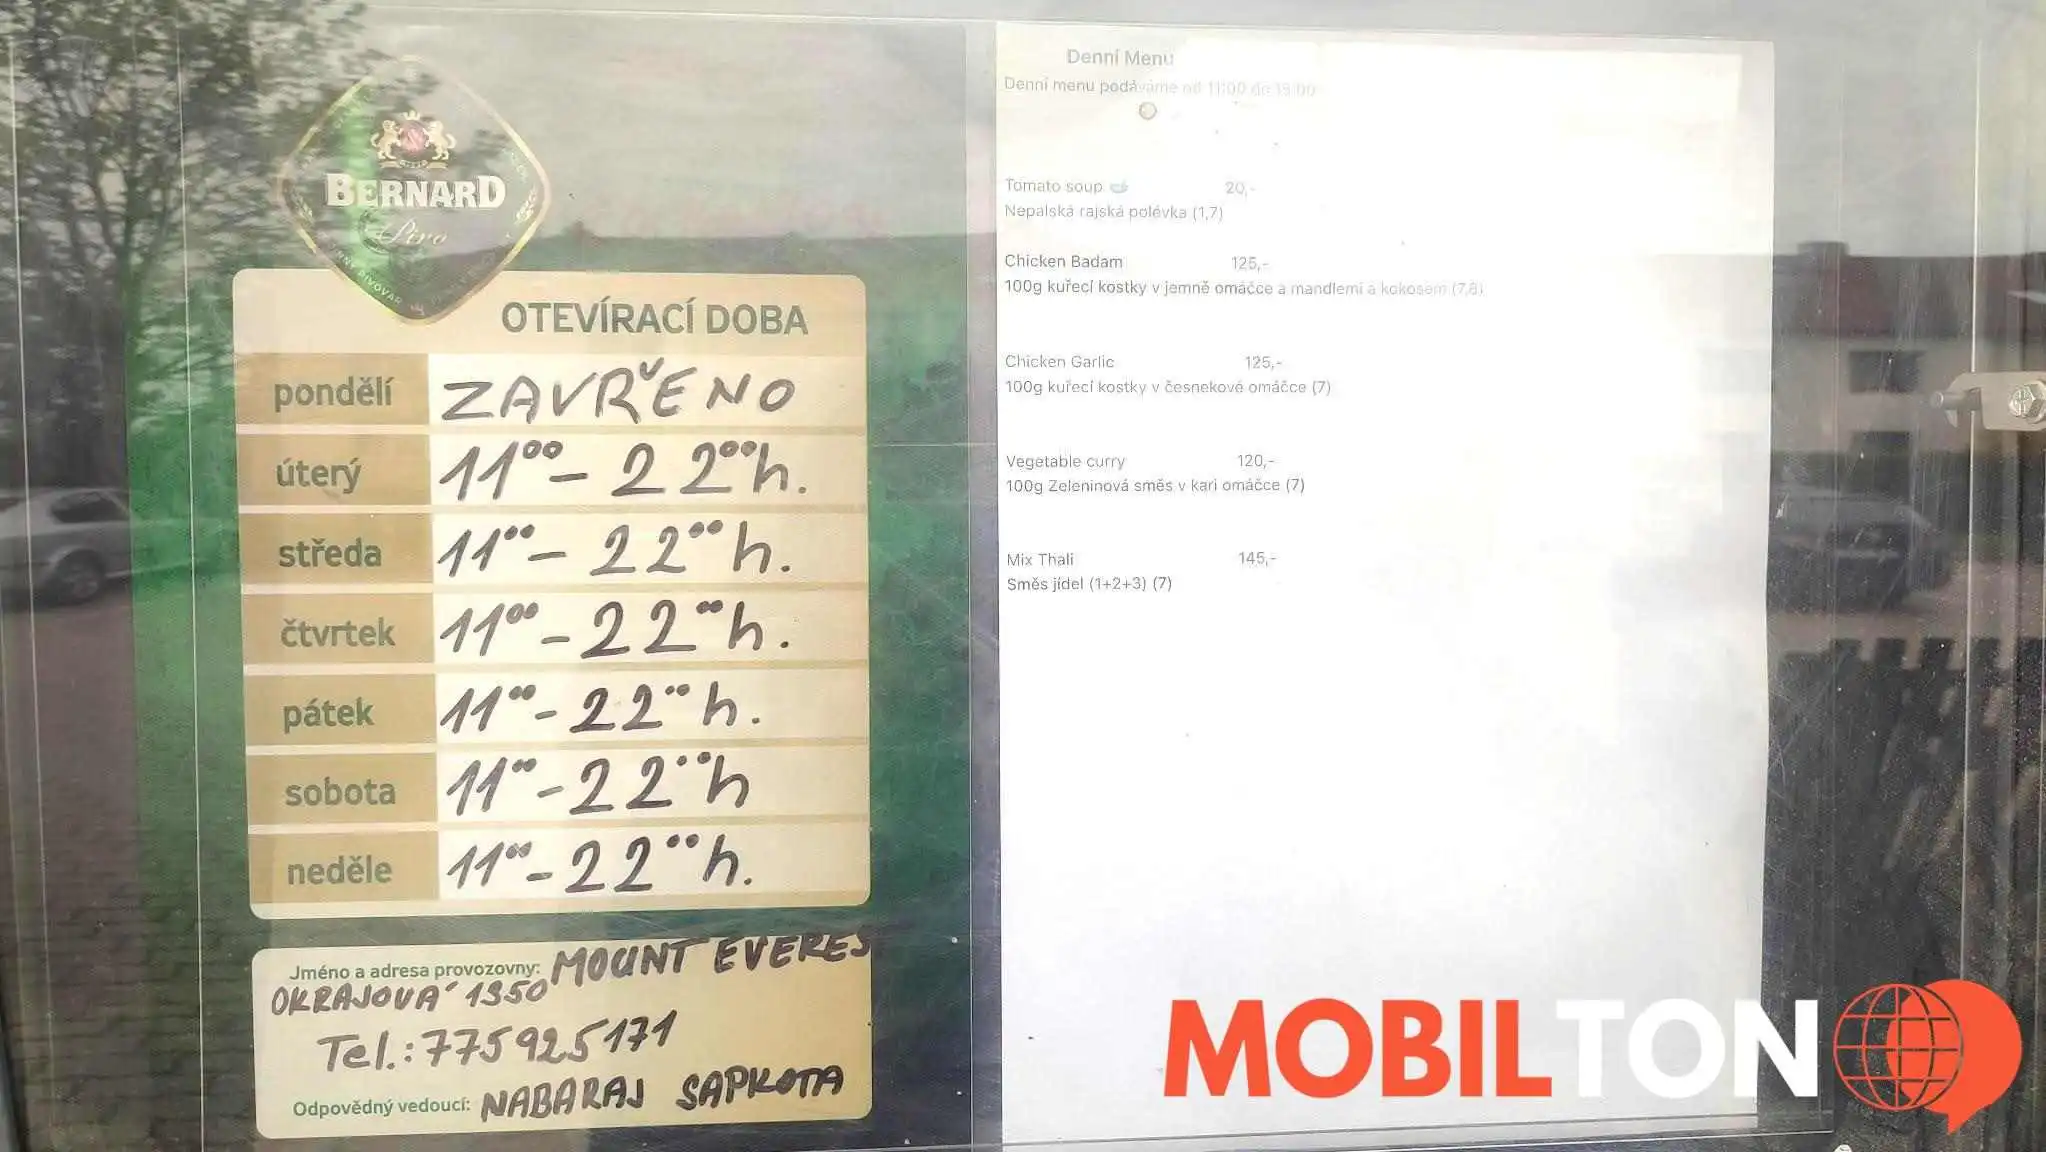 BERNARD
Pivo
OTEVÍRACÍ DOBA
pondělí ZAVŘENO
úterý 11⁰⁰ – 22⁰⁰ h.
středa 11⁰⁰ – 22⁰⁰ h.
čtvrtek 11⁰⁰ – 22⁰⁰ h.
pátek 11⁰⁰ – 22⁰⁰ h.
sobota 11⁰⁰ – 22⁰⁰ h
neděle 11⁰⁰ – 22⁰⁰ h.
Jméno a adresa provozovny: MOUNT EVERES
OKRAJOVÁ 1350
Tel.: 775925171
Odpovědný vedoucí: NABARAJ SAPKOTA
Denní Menu
Denní menu podáváme od 11:00 do 15:00
Tomato soup 20,-
Nepalská rajská polévka (1,7)
Chicken Badam 125,-
100g kuřecí kostky v jemně omáčce a mandlemi a kokosem (7,8)
Chicken Garlic 125,-
100g kuřecí kostky v česnekové omáčce (7)
Vegetable curry 120,-
100g Zeleninová směs v kari omáčce (7)
Mix Thali 145,-
Směs jídel (1+2+3) (7)
MOBILTON